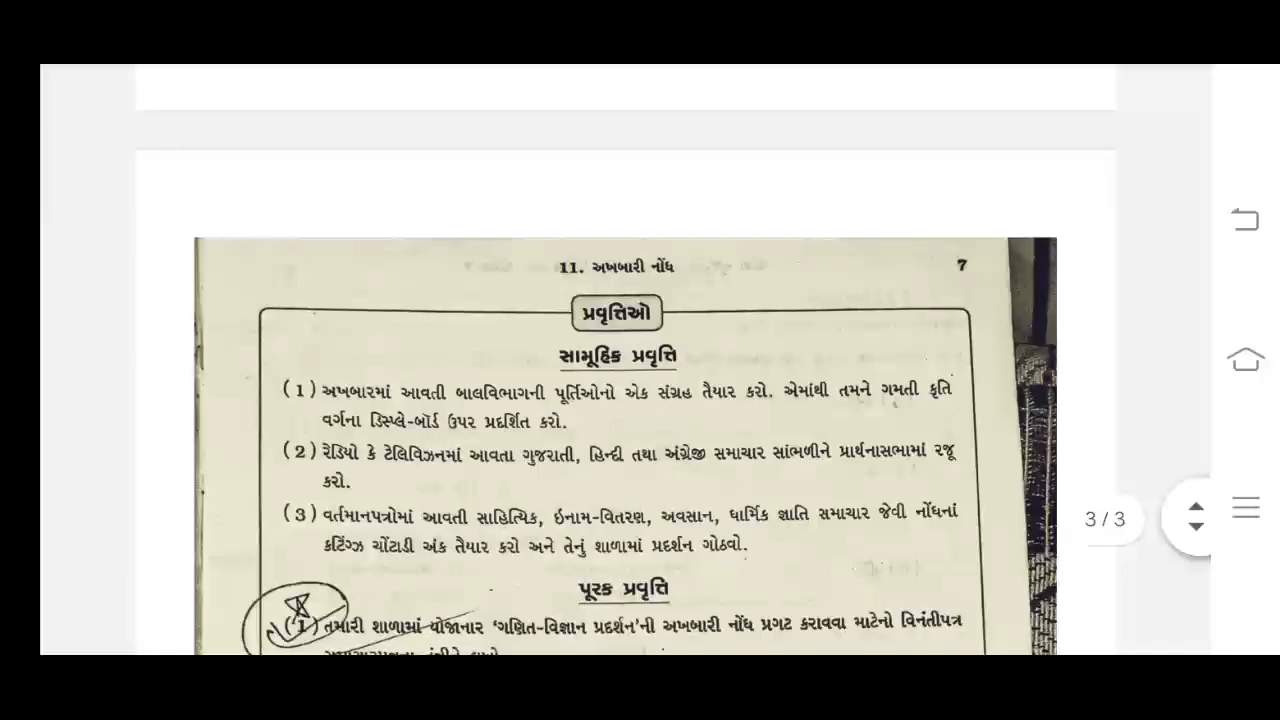 11. અખબારી નોંધ 7
પ્રવૃત્તિઓ
સામૂહિક પ્રવૃત્તિ
(1) અખબારમાં આવતી બાલવિભાગની પૂર્તિઓનો એક સંગ્રહ તૈયાર કરો. એમાંથી તમને ગમતી કૃતિ
વર્ગના ડિસ્પ્લે-બૉર્ડ ઉપર પ્રદર્શિત કરો.
(2) રેડિયો કે ટેલિવિઝનમાં આવતા ગુજરાતી, હિન્દી તથા અંગ્રેજી સમાચાર સાંભળીને પ્રાર્થનાસભામાં રજૂ
કરો.
(3) વર્તમાનપત્રોમાં આવતી સાહિત્યિક, ઇનામ-વિતરણ, અવસાન, ધાર્મિક જ્ઞાતિ સમાચાર જેવી નોંધનાં
કટિંગ્ઝ ચોંટાડી અંક તૈયાર કરો અને તેનું શાળામાં પ્રદર્શન ગોઠવો.
3/3
પૂરક પ્રવૃત્તિ
(1) તમારી શાળામાં યોજાનાર ‘ગણિત-વિજ્ઞાન પ્રદર્શન’ની અખબારી નોંધ પ્રગટ કરાવવા માટેનો વિનંતીપત્ર